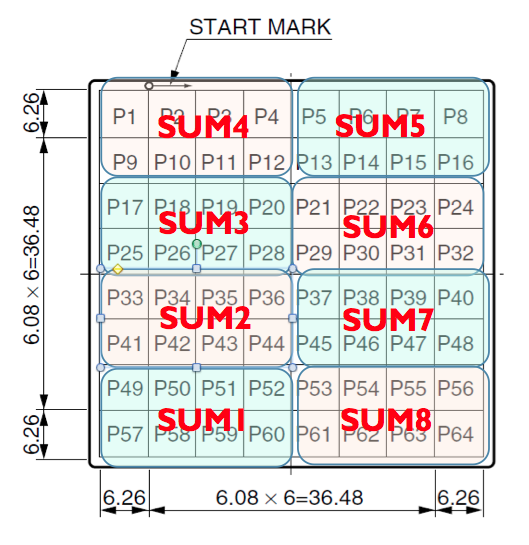 START MARK
6.26
6.08 × 6=36.48
6.26
P1 P2 P3 P4 P5 P6 P7 P8
SUM4 SUM5
P9 P10 P11 P12 P13 P14 P15 P16
P17 P18 P19 P20 P21 P22 P23 P24
SUM3 SUM6
P25 P26 P27 P28 P29 P30 P31 P32
P33 P34 P35 P36 P37 P38 P39 P40
SUM2 SUM7
P41 P42 P43 P44 P45 P46 P47 P48
P49 P50 P51 P52 P53 P54 P55 P56
SUM1 SUM8
P57 P58 P59 P60 P61 P62 P63 P64
6.26 6.08 × 6=36.48 6.26